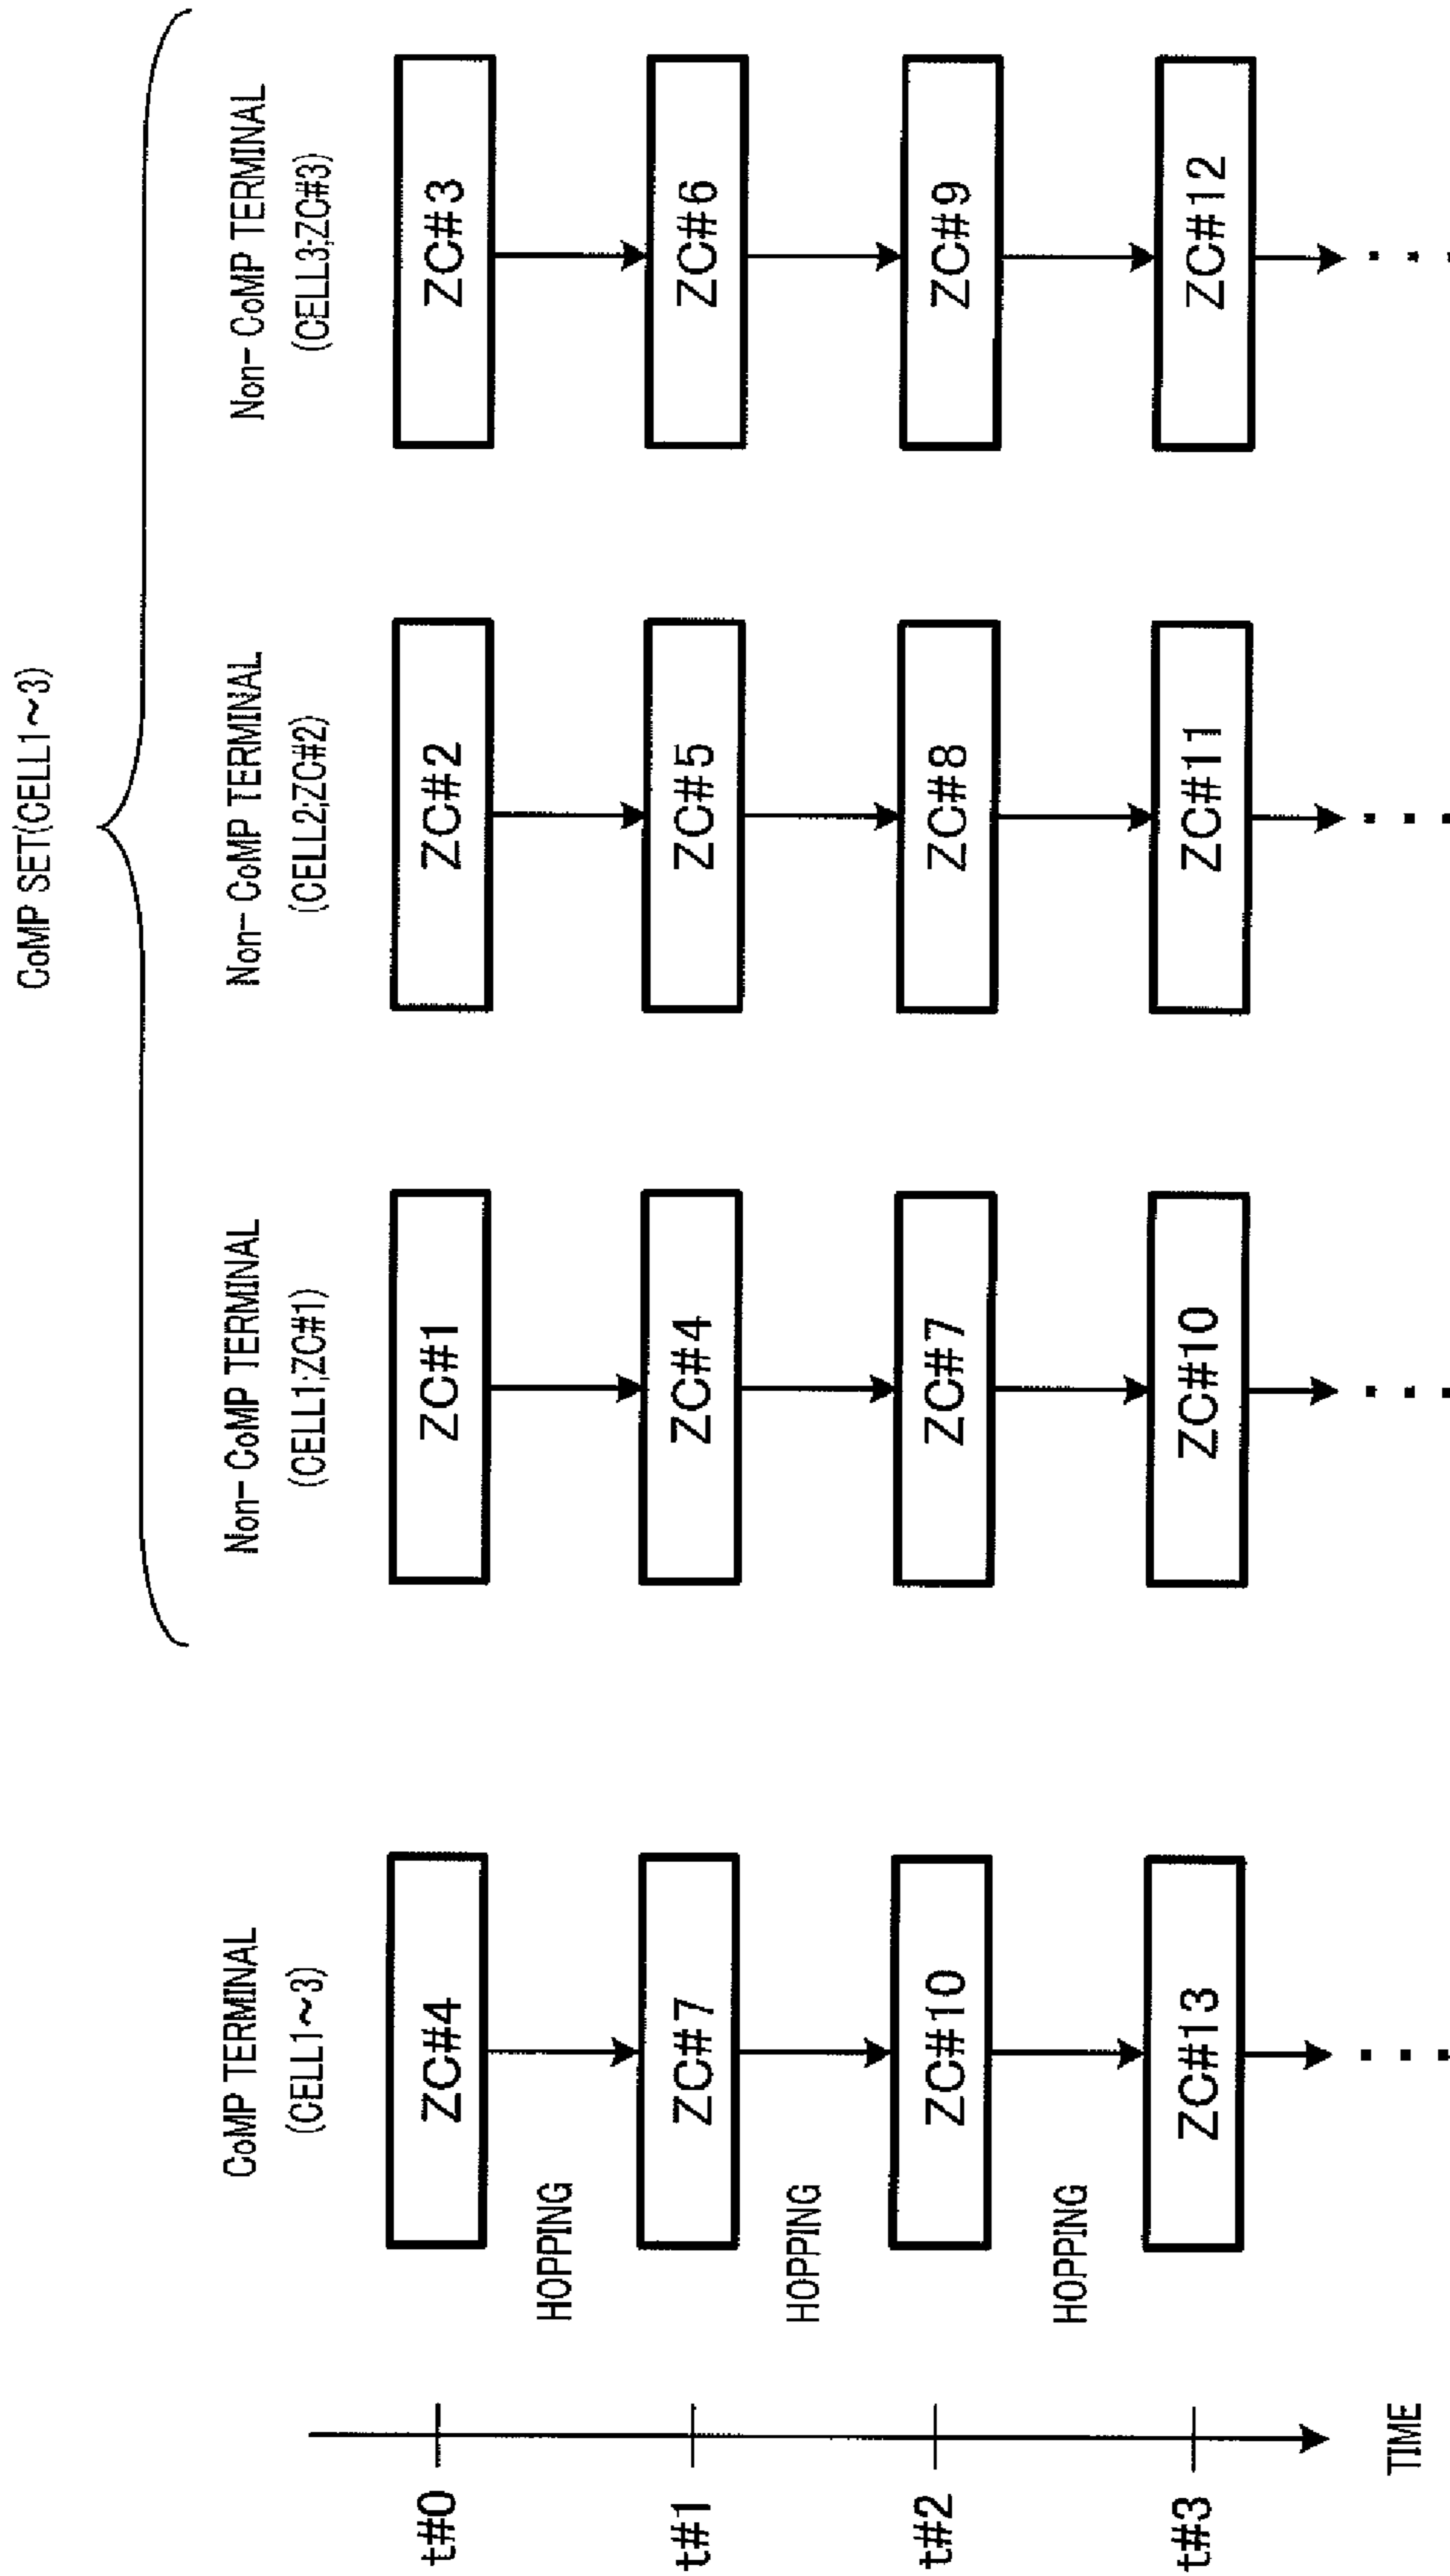 CoMP SET(CELL1~3)
CoMP TERMINAL
(CELL1~3)
Non-CoMP TERMINAL
(CELL1;ZC#1)
Non-CoMP TERMINAL
(CELL2;ZC#2)
Non-CoMP TERMINAL
(CELL3;ZC#3)
t#0
ZC#4
ZC#1
ZC#2
ZC#3
HOPPING
t#1
ZC#7
ZC#4
ZC#5
ZC#6
HOPPING
t#2
ZC#10
ZC#7
ZC#8
ZC#9
HOPPING
t#3
ZC#13
ZC#10
ZC#11
ZC#12
TIME